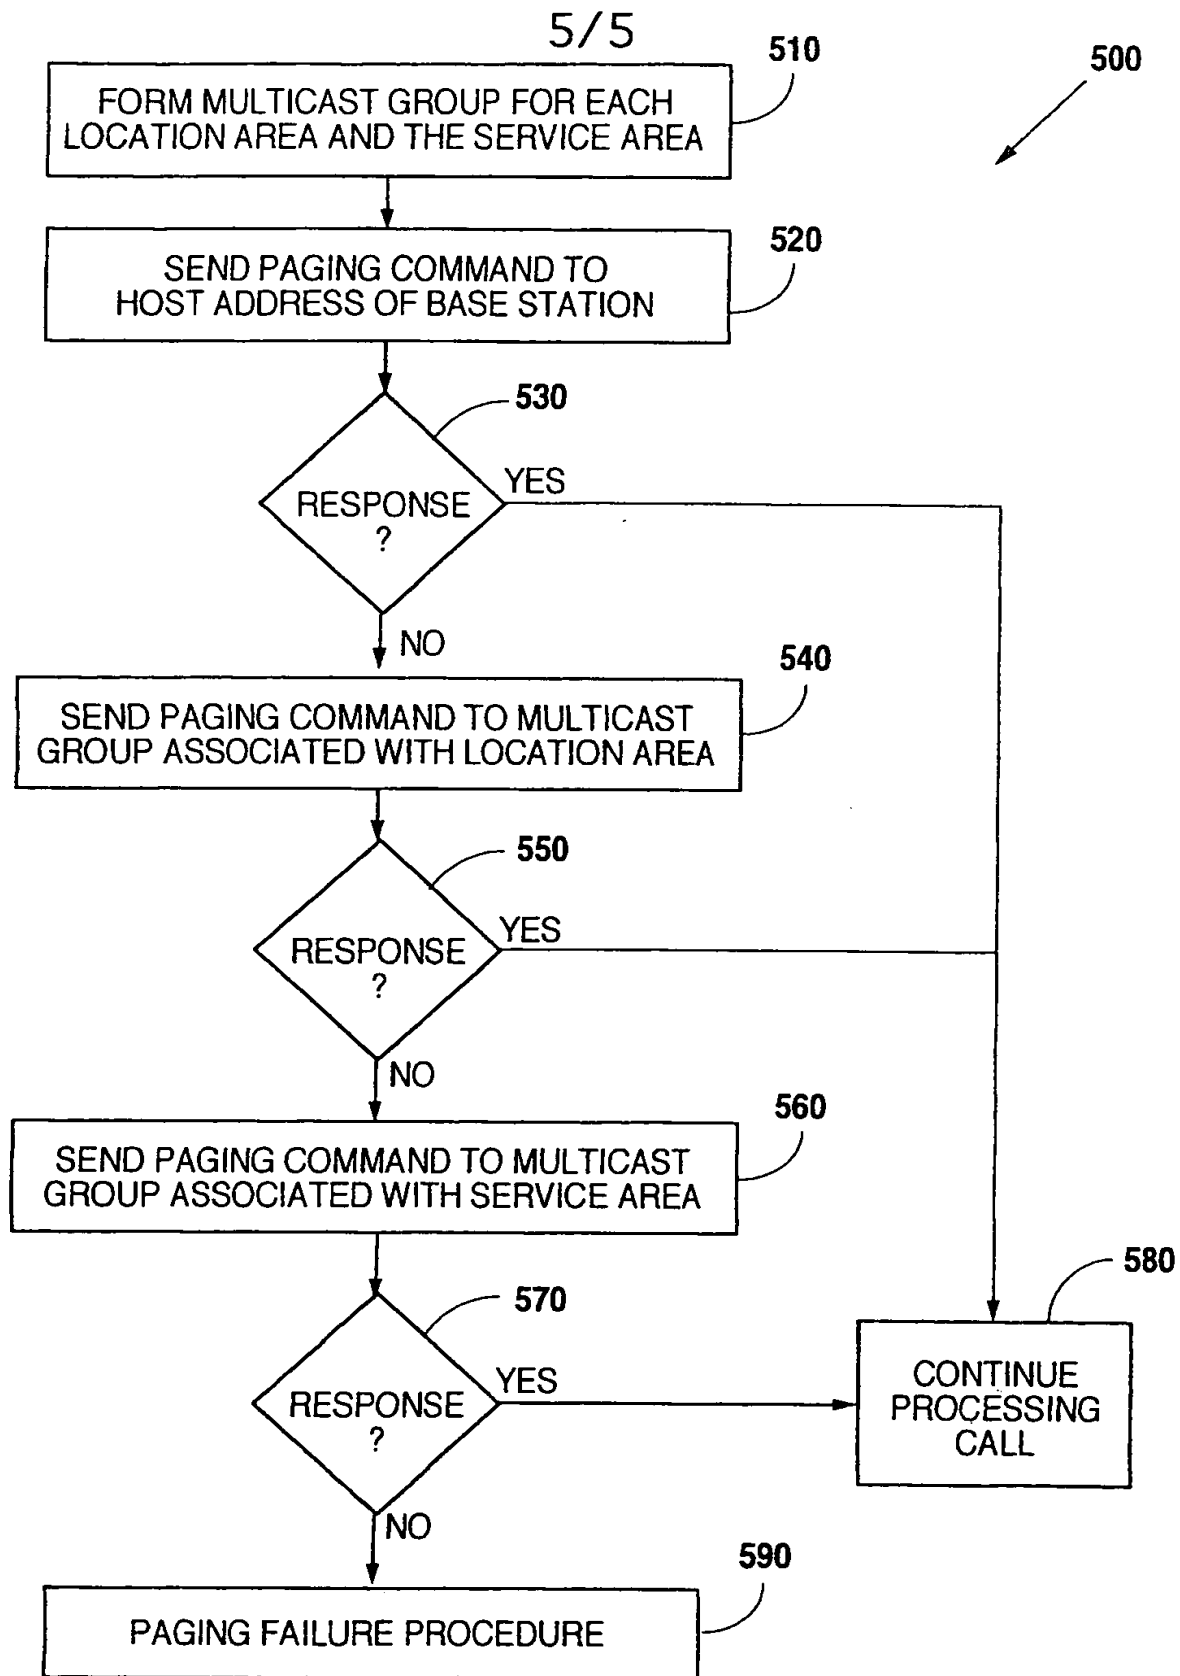 5/5
510
500
FORM MULTICAST GROUP FOR EACH
LOCATION AREA AND THE SERVICE AREA
520
SEND PAGING COMMAND TO
HOST ADDRESS OF BASE STATION
530
YES
RESPONSE
?
NO
540
SEND PAGING COMMAND TO MULTICAST
GROUP ASSOCIATED WITH LOCATION AREA
550
YES
RESPONSE
?
NO
560
SEND PAGING COMMAND TO MULTICAST
GROUP ASSOCIATED WITH SERVICE AREA
570
580
YES
RESPONSE
?
CONTINUE
PROCESSING
CALL
NO
590
PAGING FAILURE PROCEDURE